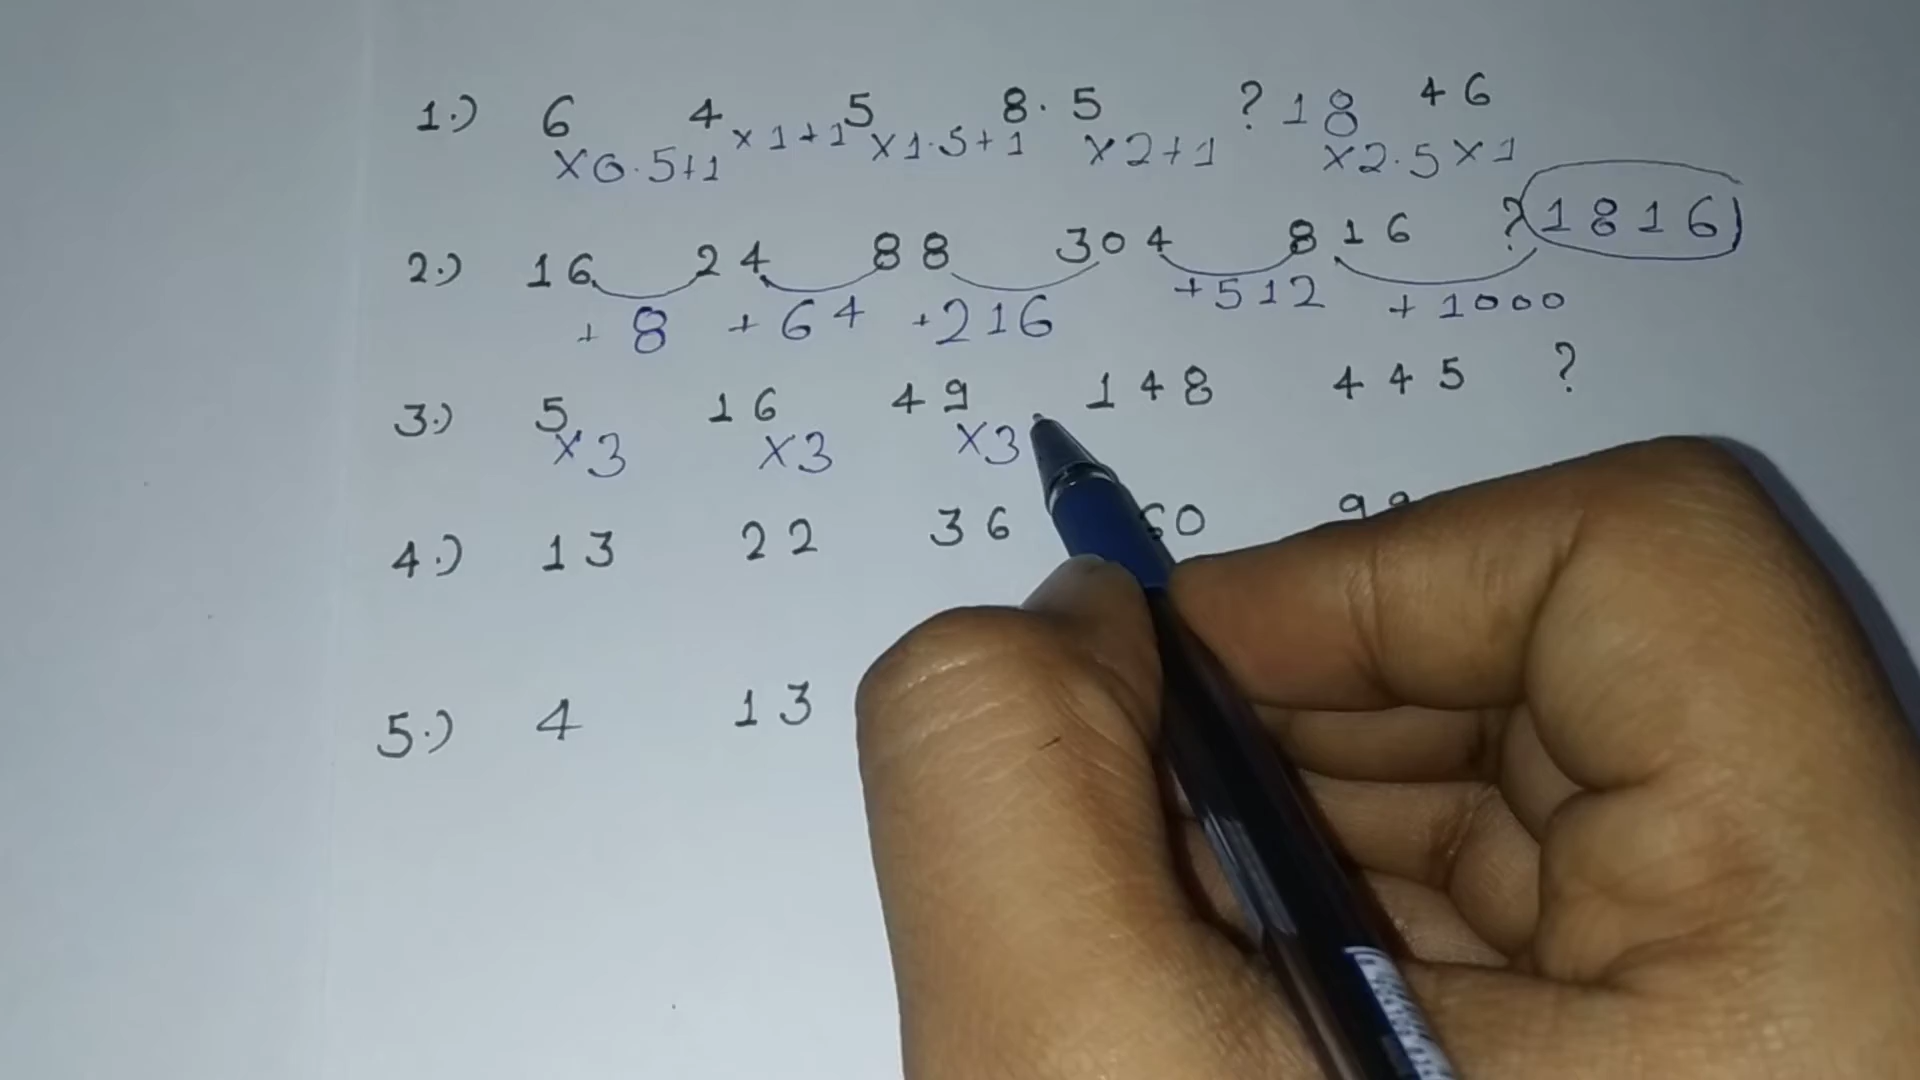 1.) 6 4 5 8.5 ? 18 46
×0.5+1 ×1+1 ×1.5+1 ×2+1 ×2.5×1
2.) 16 24 88 304 816 ? 1816
+8 +64 +216 +512 +1000
3.) 5 16 49 148 445 ?
×3 ×3 ×3
4.) 13 22 36 60
5.) 4 13